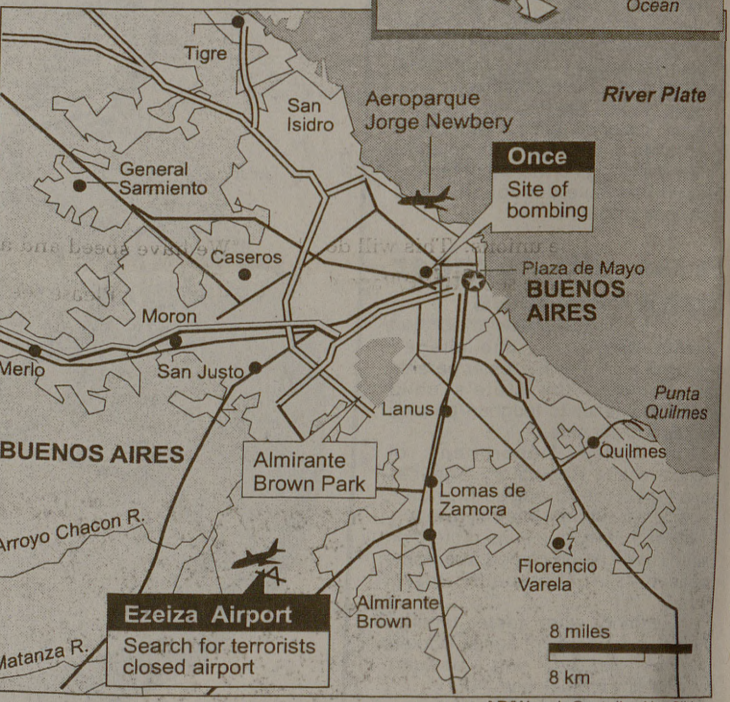 Ocean
Tigre
River Plate
San
Isidro
Aeroparque
Jorge Newbery
Once
Site of
bombing
General
Sarmiento
Caseros
Plaza de Mayo
BUENOS
AIRES
Moron
Merlo
San Justo
Lanus
Punta
Quilmes
Quilmes
BUENOS AIRES
Almirante
Brown Park
Lomas de
Zamora
Arroyo Chacon R.
Florencio
Varela
Almirante
Brown
Ezeiza Airport
Search for terrorists
closed airport
Matanza R.
8 miles
8 km